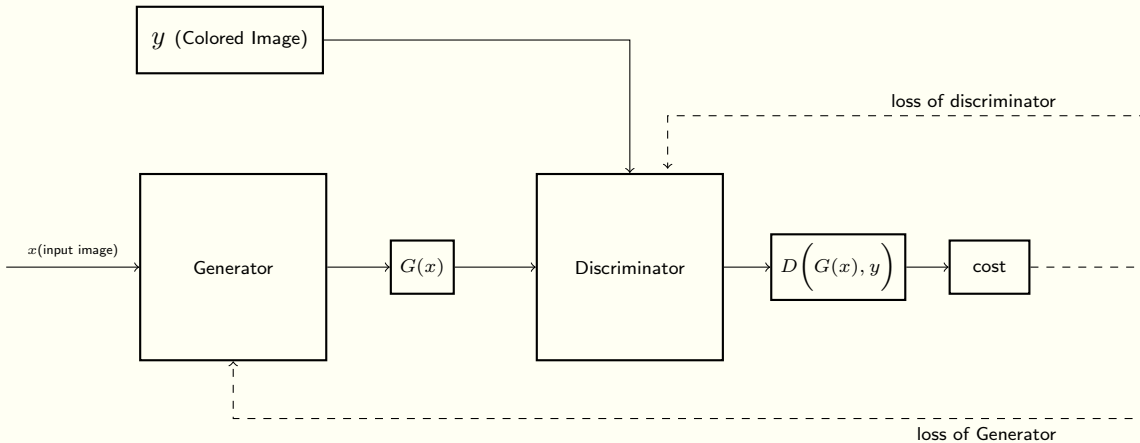 y (Colored Image)
loss of discriminator
x(input image)
Generator
G(x)
Discriminator
D(G(x), y)
cost
loss of Generator